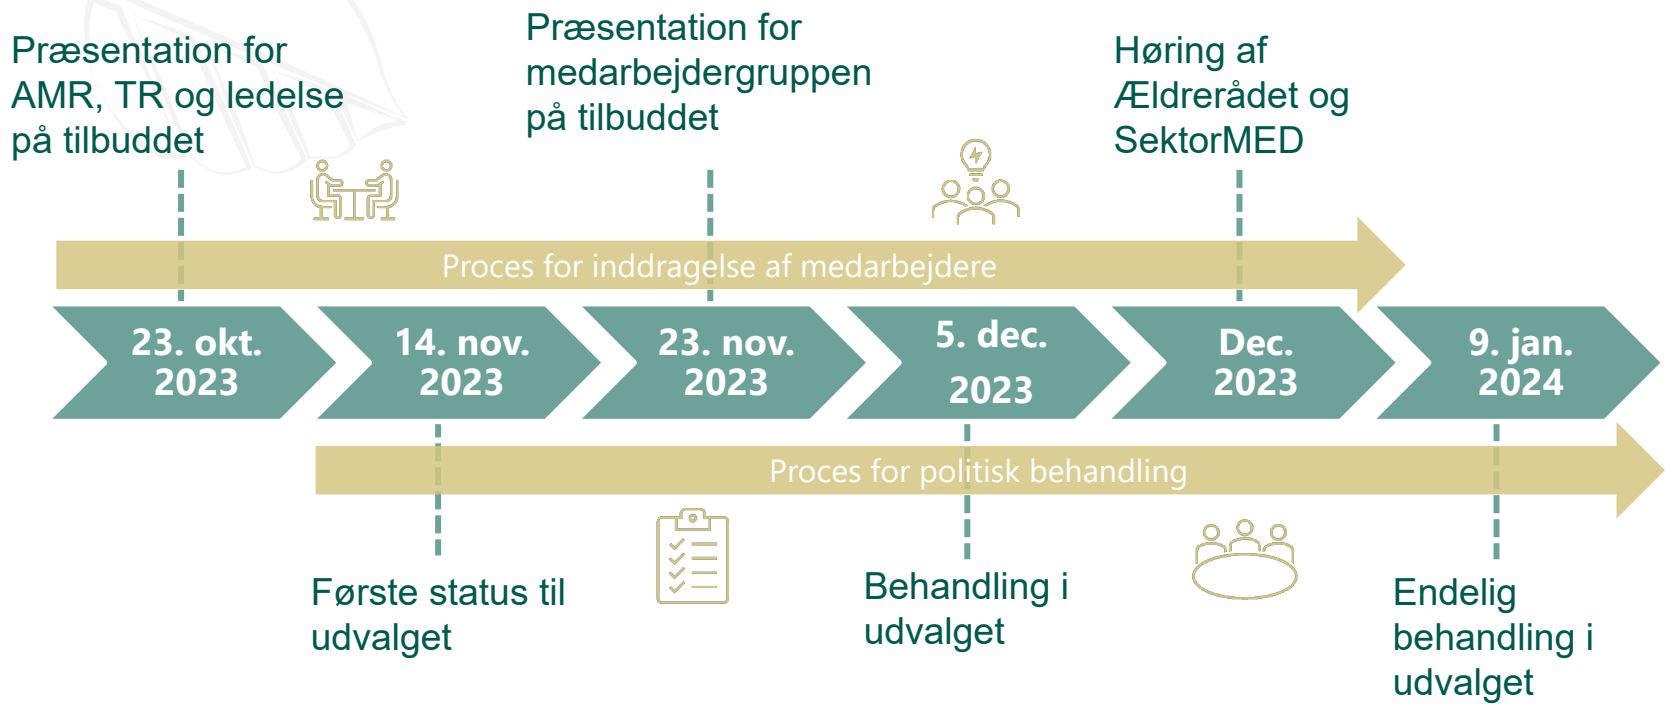 Præsentation for
AMR, TR og ledelse
på tilbuddet
Præsentation for
medarbejdergruppen
på tilbuddet
Høring af
Ældrerådet og
SektorMED
Proces for inddragelse af medarbejdere
23. okt.
2023
14. nov.
2023
23. nov.
2023
5. dec.
2023
Dec.
2023
9. jan.
2024
Proces for politisk behandling
Første status til
udvalget
Behandling i
udvalget
Endelig
behandling i
udvalget